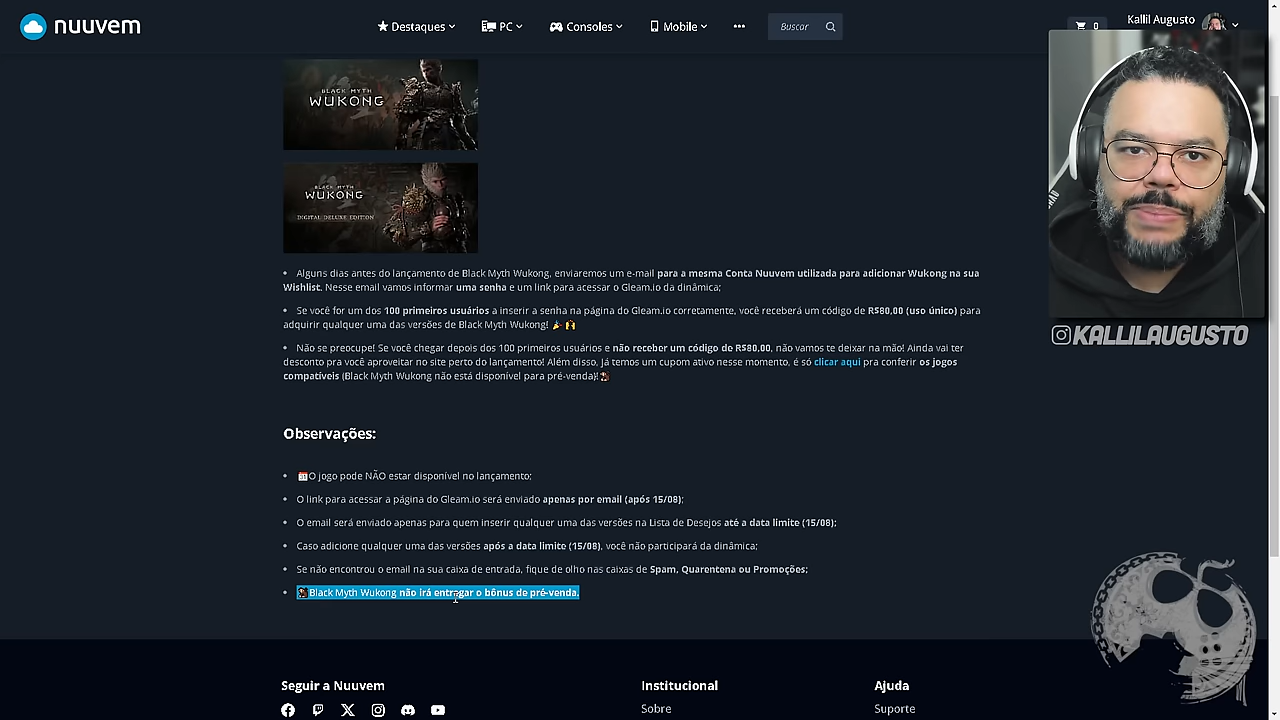 nuuvem
Destaques
PC
Consoles
Mobile
Buscar
0
Kallil Augusto
BLACK MYTH
WUKONG
BLACK MYTH
WUKONG
DIGITAL DELUXE EDITION
• Alguns dias antes do lançamento de Black Myth Wukong, enviaremos um e-mail para a mesma Conta Nuuvem utilizada para adicionar Wukong na sua
Wishlist. Nesse email vamos informar uma senha e um link para acessar o Gleam.io da dinâmica;
• Se você for um dos 100 primeiros usuários a inserir a senha na página do Gleam.io corretamente, você receberá um código de R$80,00 (uso único) para
adquirir qualquer uma das versões de Black Myth Wukong! 🎉 🙌
• Não se preocupe! Se você chegar depois dos 100 primeiros usuários e não receber um código de R$80,00, não vamos te deixar na mão! Ainda vai ter
desconto pra você aproveitar no site perto do lançamento! Além disso, já temos um cupom ativo nesse momento, é só clicar aqui pra conferir os jogos
compatíveis (Black Myth Wukong não está disponível para pré-venda)!
KALLILAUGUSTO
Observações:
• O jogo pode NÃO estar disponível no lançamento;
• O link para acessar a página do Gleam.io será enviado apenas por email (após 15/08);
• O email será enviado apenas para quem inserir qualquer uma das versões na Lista de Desejos até a data limite (15/08);
• Caso adicione qualquer uma das versões após a data limite (15/08), você não participará da dinâmica;
• Se não encontrou o email na sua caixa de entrada, fique de olho nas caixas de Spam, Quarentena ou Promoções;
• Black Myth Wukong não irá entregar o bônus de pré-venda.
Seguir a Nuuvem
Institucional
Ajuda
Sobre
Suporte